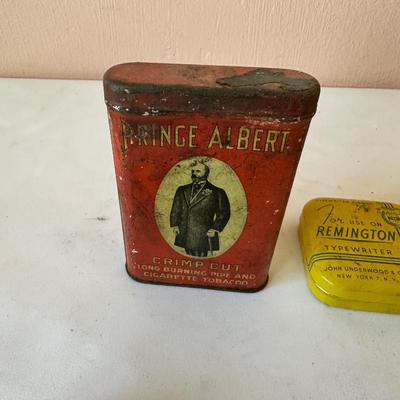 PRINCE ALBERT
CRIMP CUT
LONG BURNING PIPE AND
CIGARETTE TOBACCO
For USE ON
REMINGTON
TYPEWRITER
JOHN UNDERWOOD & C
NEW YORK 7, N.Y.